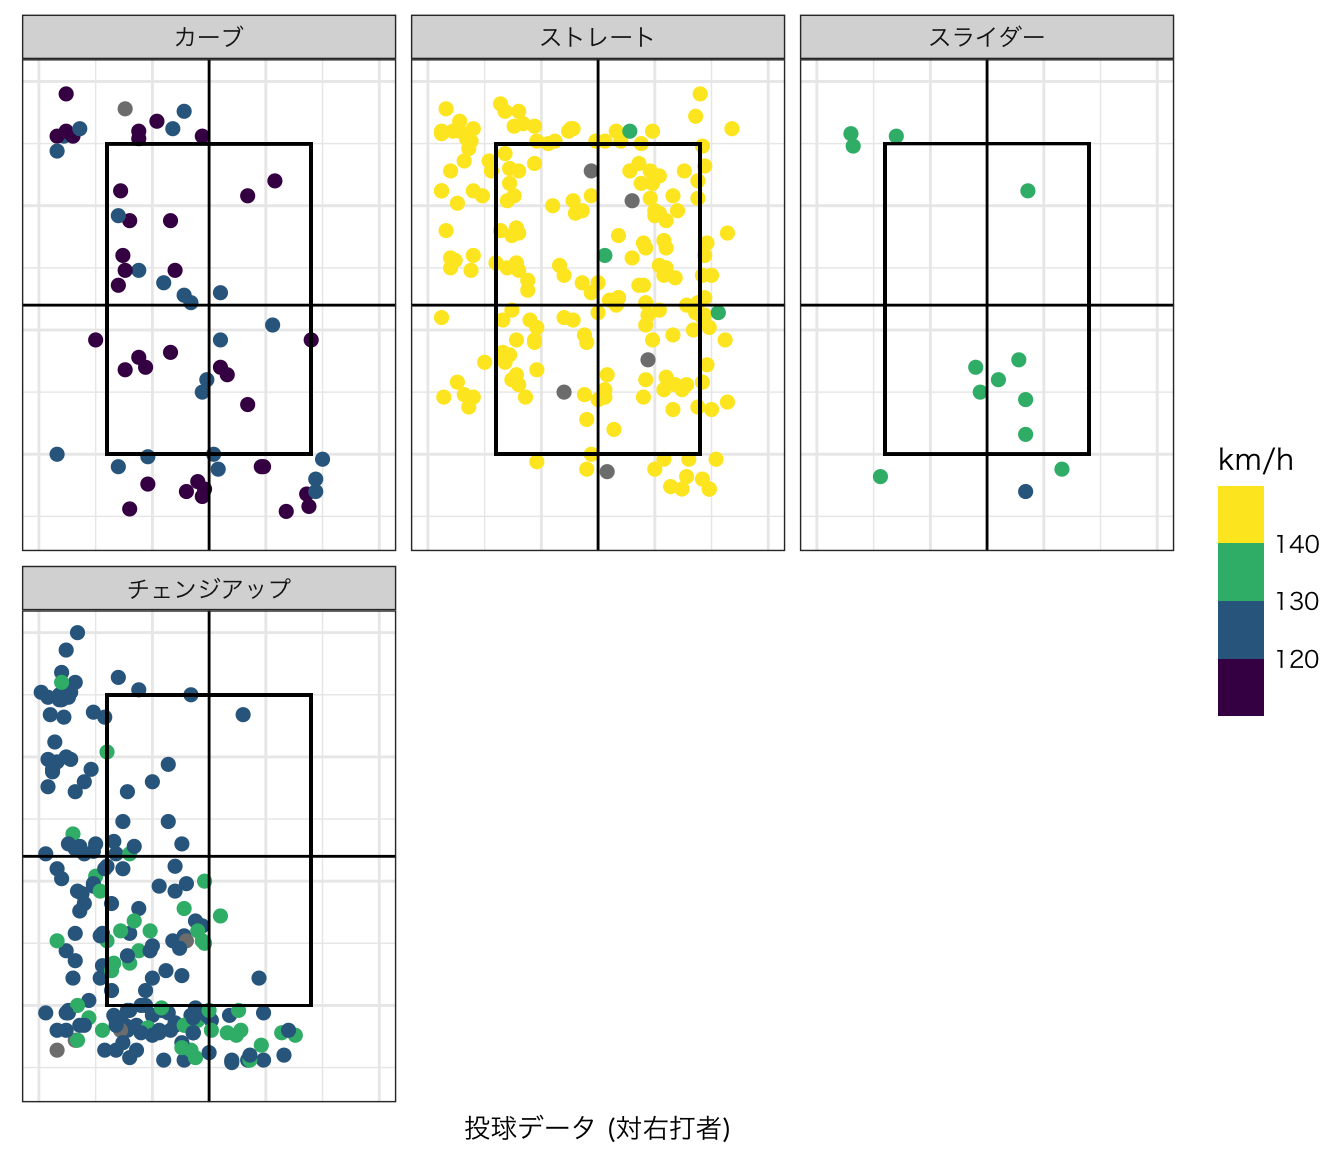 カーブ
ストレート
スライダー
チェンジアップ
km/h
140
130
120
投球データ (対右打者)